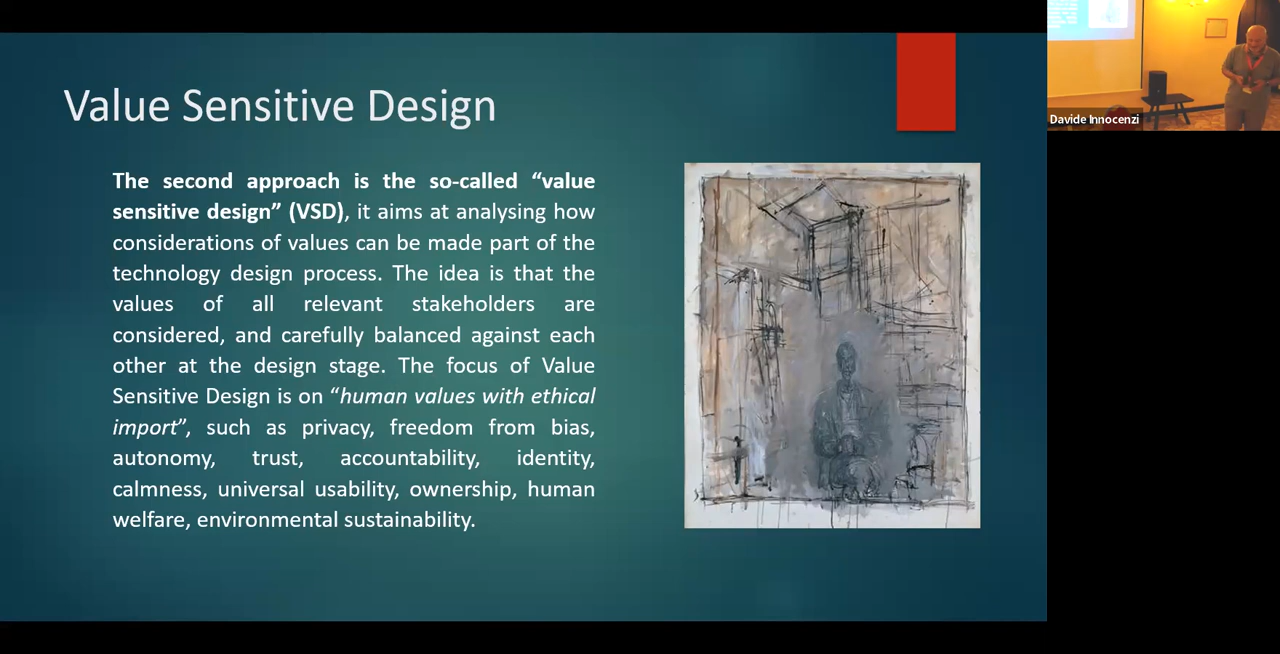 Value Sensitive Design
The second approach is the so-called “value
sensitive design” (VSD), it aims at analysing how
considerations of values can be made part of the
technology design process. The idea is that the
values of all relevant stakeholders are
considered, and carefully balanced against each
other at the design stage. The focus of Value
Sensitive Design is on “human values with ethical
import”, such as privacy, freedom from bias,
autonomy, trust, accountability, identity,
calmness, universal usability, ownership, human
welfare, environmental sustainability.
Davide Innocenzi